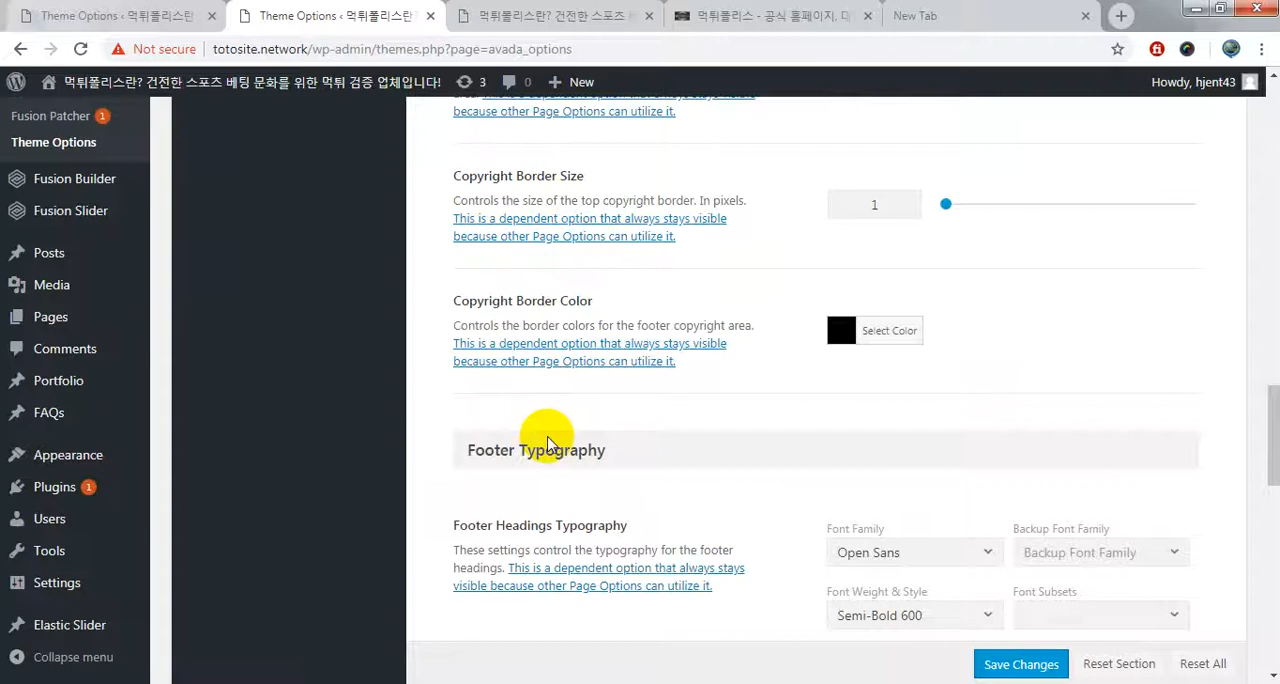 Theme Options ‹ 먹튀폴리스란
Theme Options ‹ 먹튀폴리스란?
먹튀폴리스란? 건전한 스포츠
먹튀폴리스 - 공식 홈페이지,
New Tab
Not secure
totosite.network/wp-admin/themes.php?page=avada_options
먹튀폴리스란? 건전한 스포츠 베팅 문화를 위한 먹튀 검증 업체입니다!
3
0
New
Howdy, hjent43
Fusion Patcher 1
Theme Options
Fusion Builder
Fusion Slider
Posts
Media
Pages
Comments
Portfolio
FAQs
Appearance
Plugins 1
Users
Tools
Settings
Elastic Slider
Collapse menu
area. This is a dependent option that always stays visible
because other Page Options can utilize it.
Copyright Border Size
Controls the size of the top copyright border. In pixels.
This is a dependent option that always stays visible
because other Page Options can utilize it.
1
Copyright Border Color
Controls the border colors for the footer copyright area.
This is a dependent option that always stays visible
because other Page Options can utilize it.
Select Color
Footer Typography
Footer Headings Typography
These settings control the typography for the footer
headings. This is a dependent option that always stays
visible because other Page Options can utilize it.
Font Family
Backup Font Family
Open Sans
Backup Font Family
Font Weight & Style
Font Subsets
Semi-Bold 600
Save Changes
Reset Section
Reset All